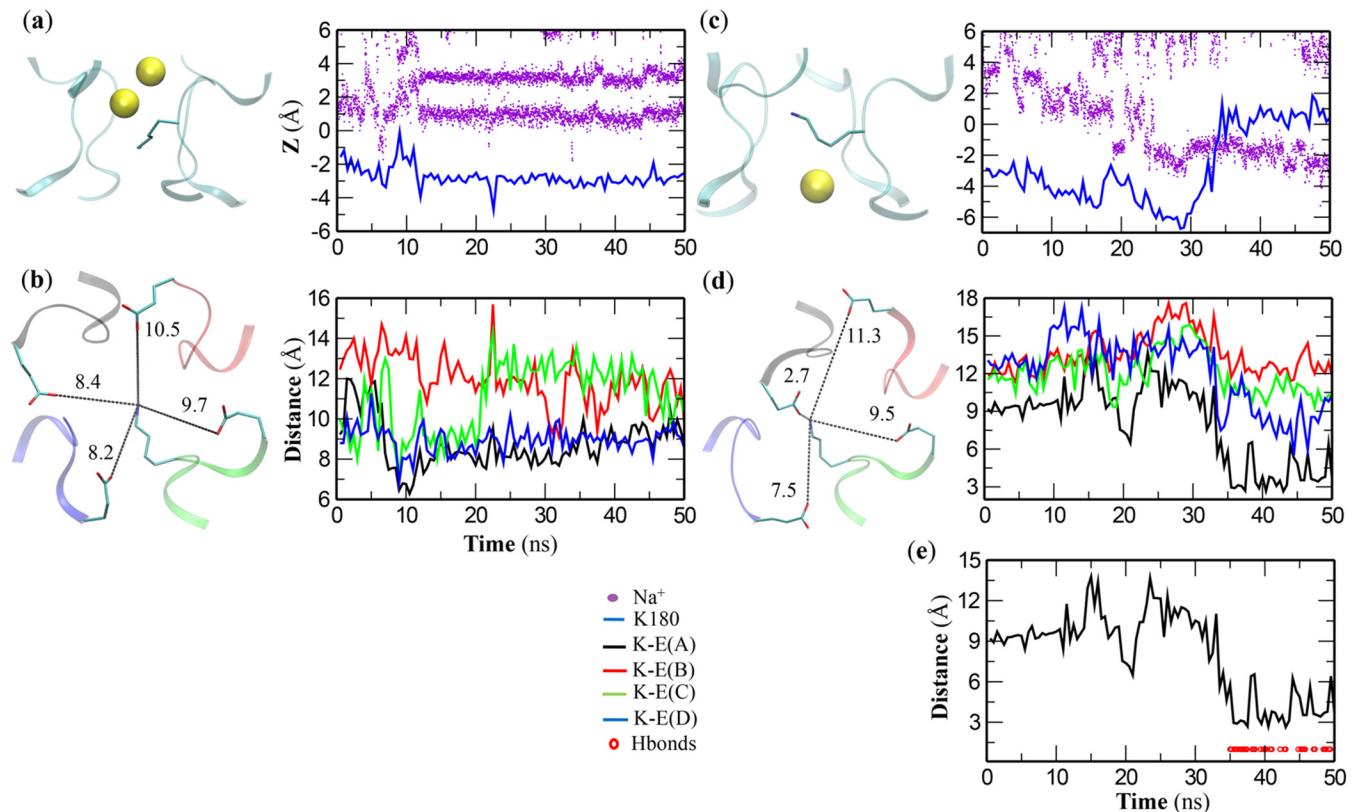 (a)
Z (Å)
6
4
2
0
-2
-4
-6
0 10 20 30 40 50
(c)
6
4
2
0
-2
-4
-6
0 10 20 30 40 50
(b)
10.5
8.4
9.7
8.2
Distance (Å)
16
14
12
10
8
6
0 10 20 30 40 50
Time (ns)
(d)
11.3
2.7
9.5
7.5
18
15
12
9
6
3
0 10 20 30 40 50
Time (ns)
Na+
K180
K-E(A)
K-E(B)
K-E(C)
K-E(D)
Hbonds
(e)
Distance (Å)
15
12
9
6
3
0 10 20 30 40 50
Time (ns)